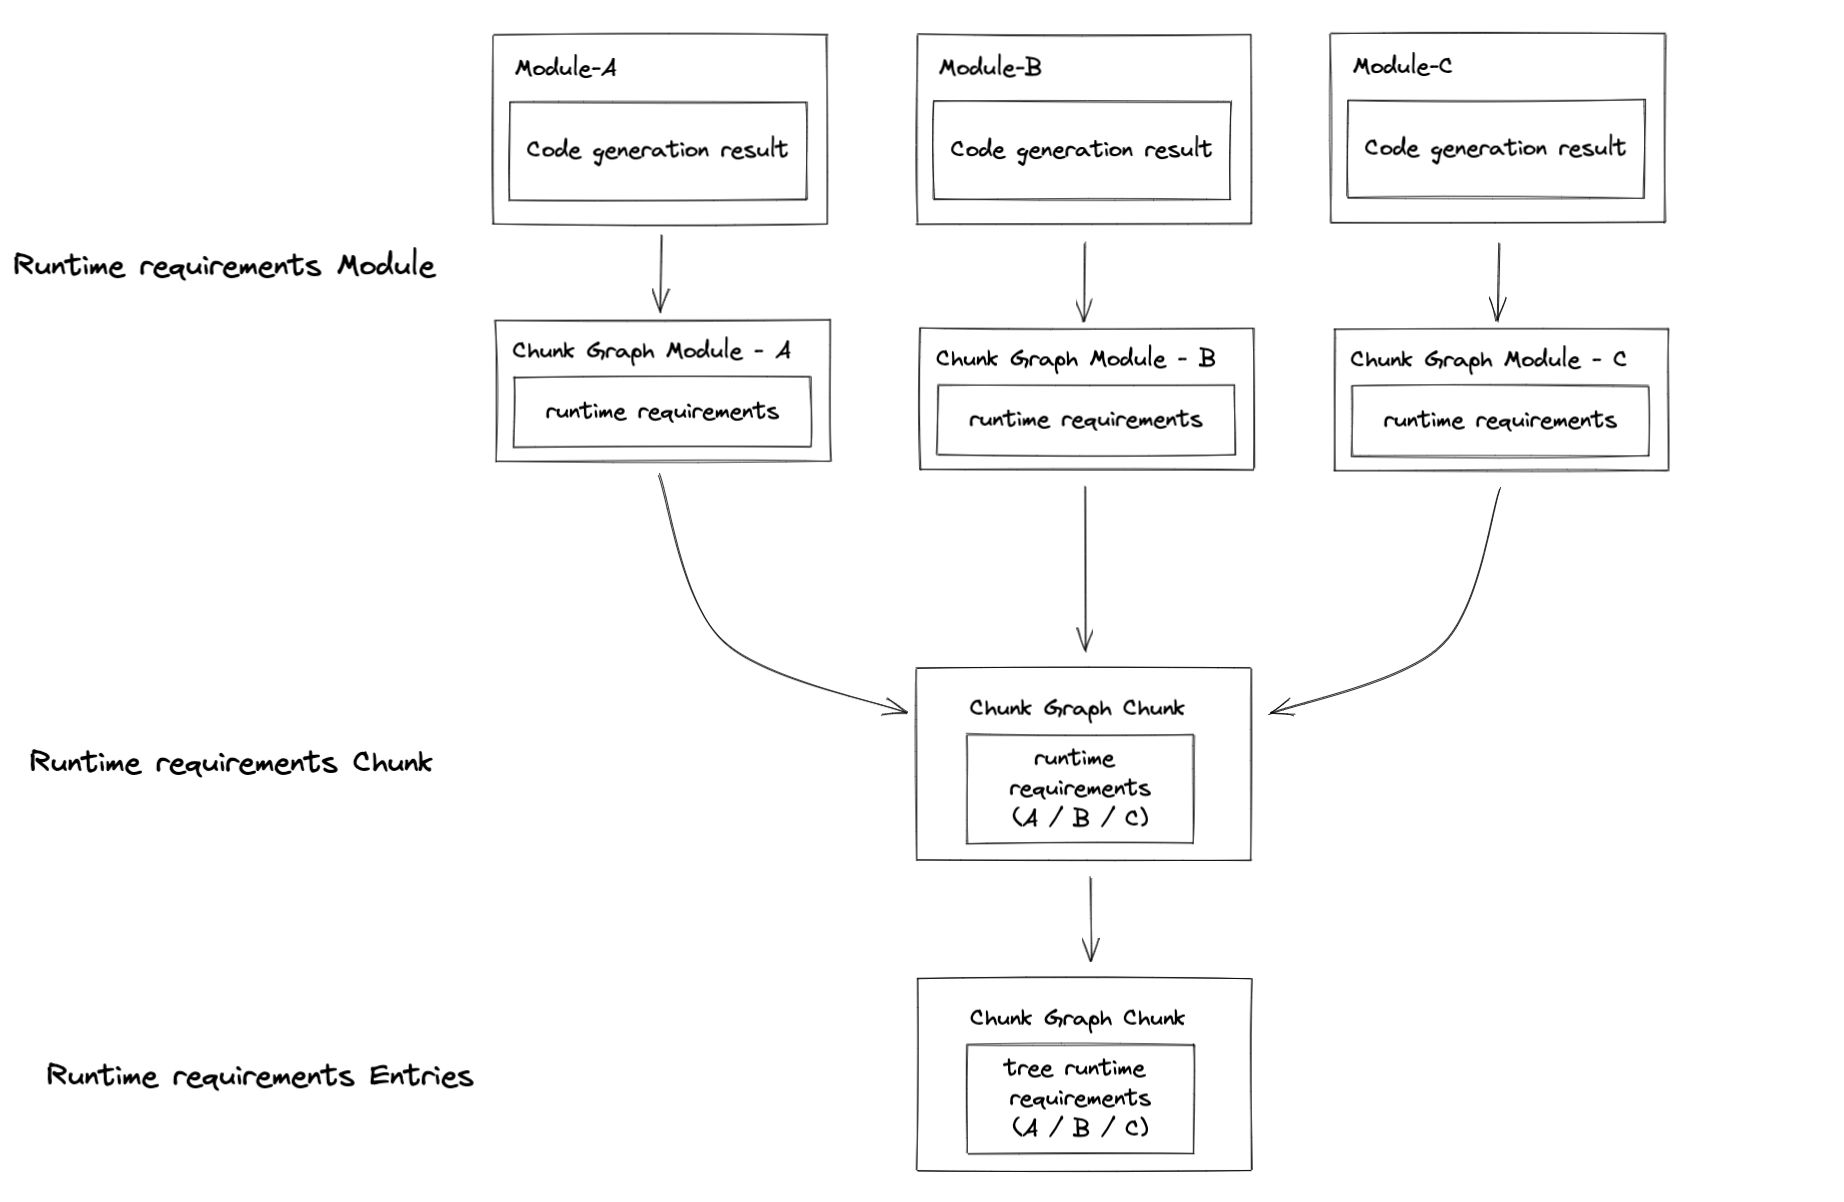 Module-A
Module-B
Module-C
Code generation result
Code generation result
Code generation result
Runtime requirements Module
Chunk Graph Module - A
Chunk Graph Module - B
Chunk Graph Module - C
runtime requirements
runtime requirements
runtime requirements
Chunk Graph Chunk
runtime
requirements
(A / B / C)
Runtime requirements Chunk
Chunk Graph Chunk
tree runtime
requirements
(A / B / C)
Runtime requirements Entries